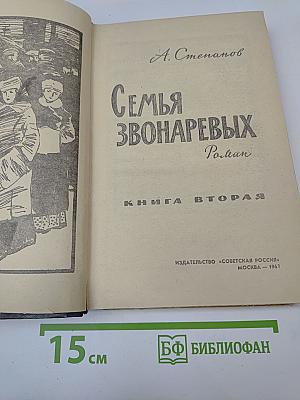 А. Степанов
СЕМЬЯ
ЗВОНАРЕВЫХ
Роман
КНИГА ВТОРАЯ
ИЗДАТЕЛЬСТВО «СОВЕТСКАЯ РОССИЯ»
МОСКВА — 1961
15 см
БФ БИБЛИОФАН